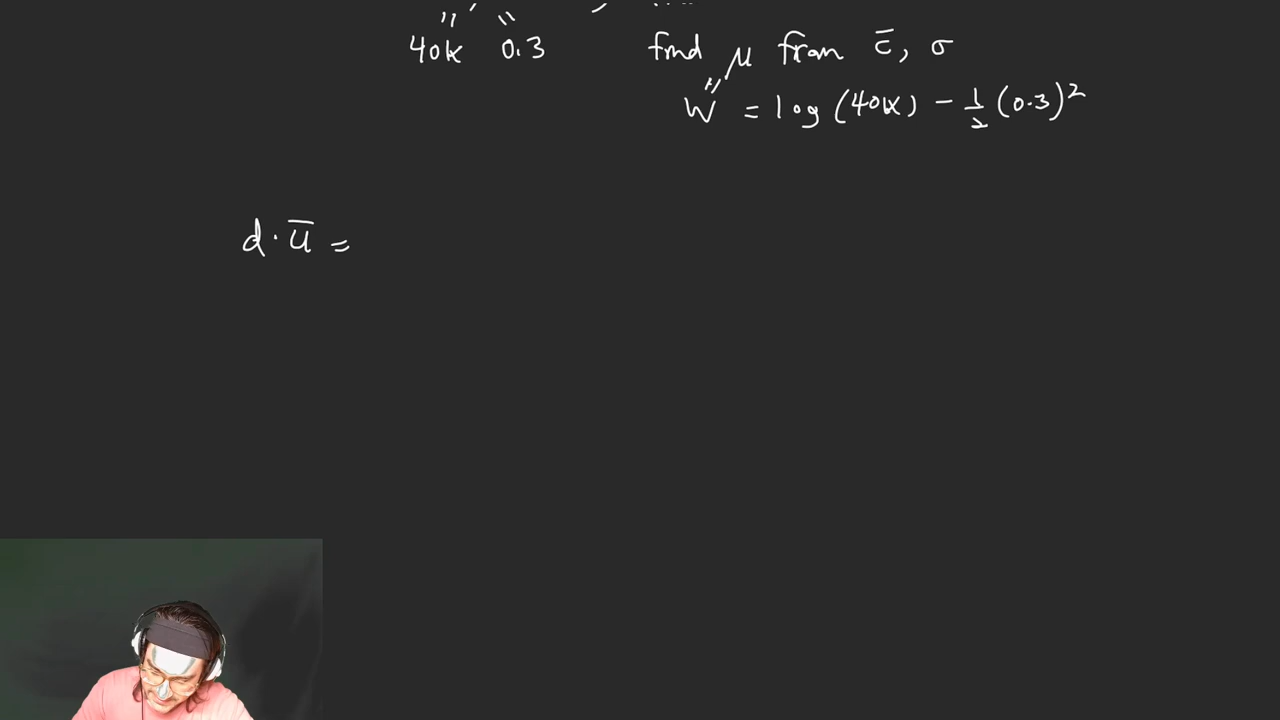 40k 0.3 find μ from c̄, σ
W = log (40k) - 1/2 (0.3)²
d · ū =